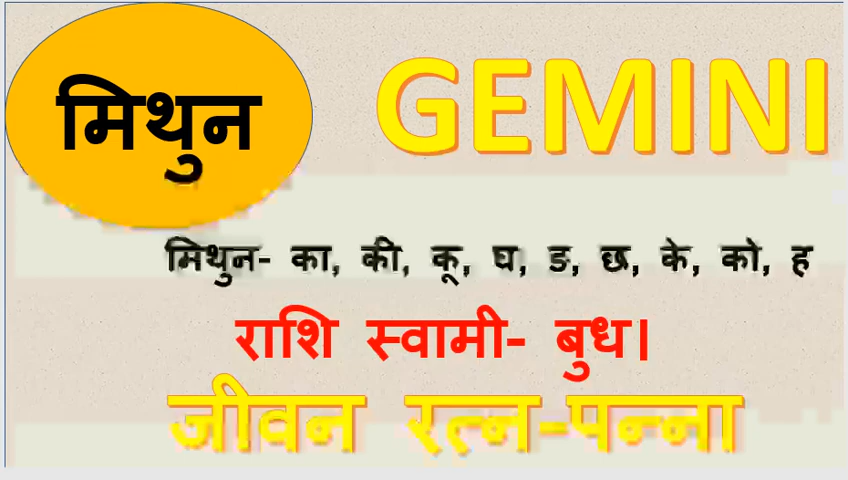 मिथुन
GEMINI
मिथुन- का, की, कू, घ, ङ, छ, के, को, ह
राशि स्वामी- बुध।
जीवन रत्न-पन्ना